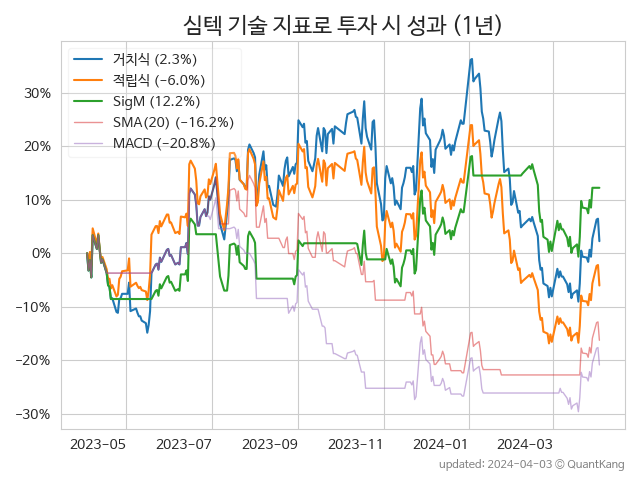 심텍 기술 지표로 투자 시 성과 (1년)
거치식 (2.3%)
적립식 (−6.0%)
SigM (12.2%)
SMA(20) (−16.2%)
MACD (−20.8%)
30%
20%
10%
0%
−10%
−20%
−30%
2023-05 2023-07 2023-09 2023-11 2024-01 2024-03
updated: 2024-04-03 ⓒ QuantKang